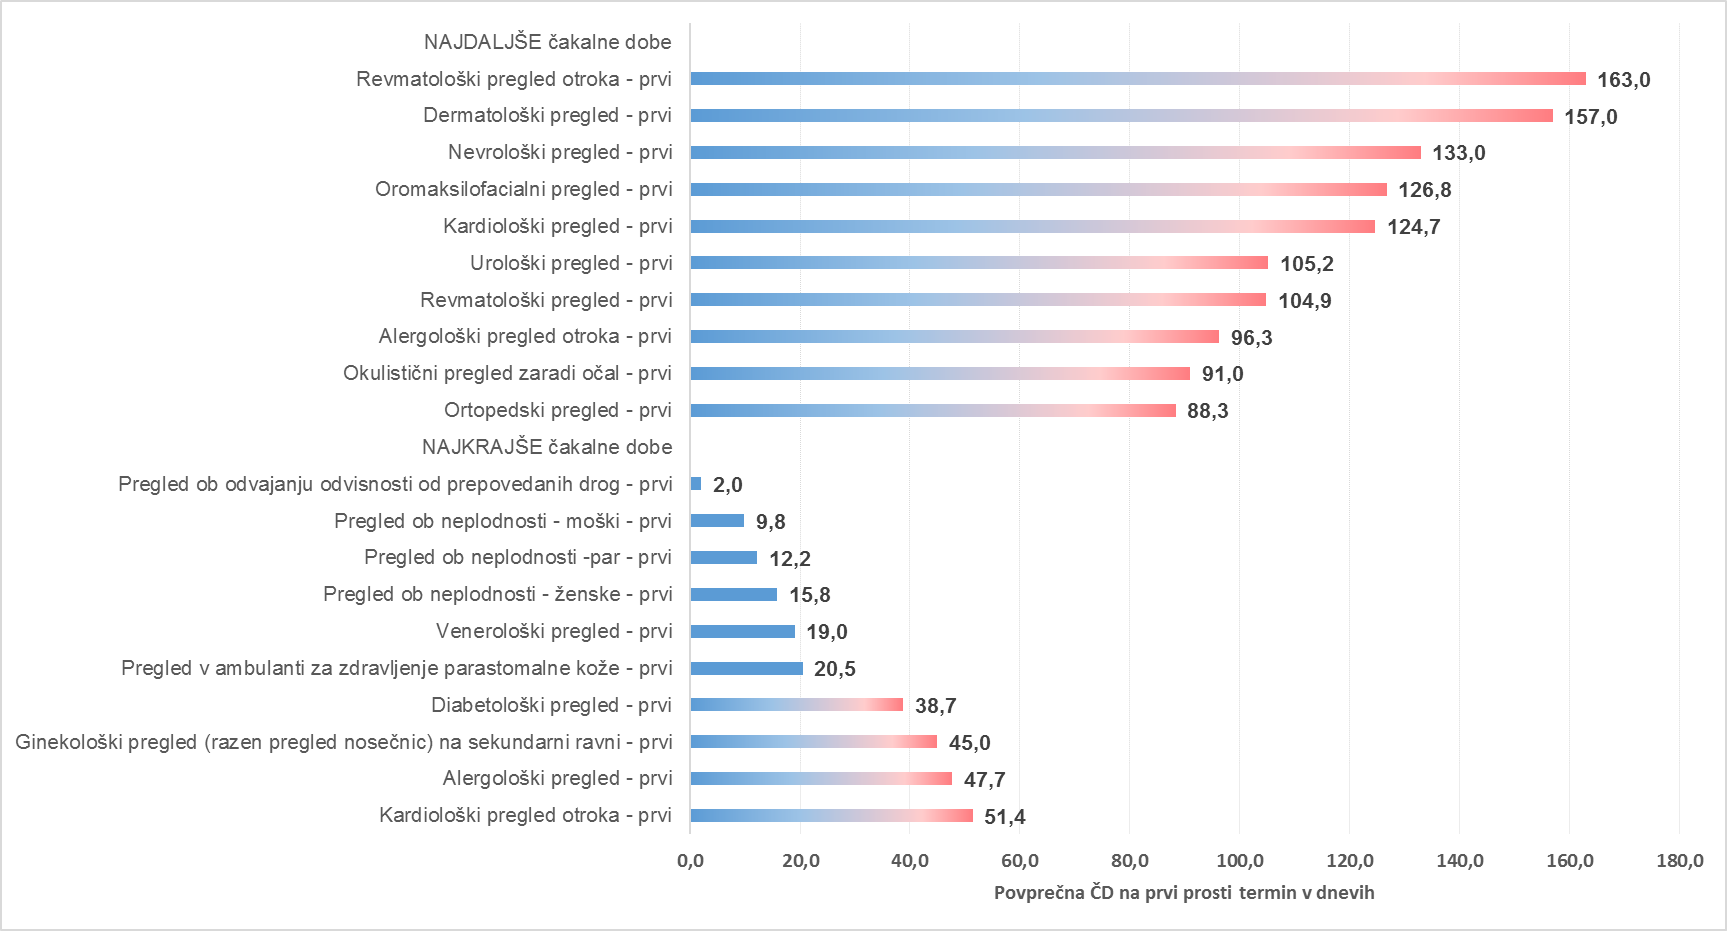 NAJDALJŠE čakalne dobe
Revmatološki pregled otroka - prvi 163,0
Dermatološki pregled - prvi 157,0
Nevrološki pregled - prvi 133,0
Oromaksilofacialni pregled - prvi 126,8
Kardiološki pregled - prvi 124,7
Urološki pregled - prvi 105,2
Revmatološki pregled - prvi 104,9
Alergološki pregled otroka - prvi 96,3
Okulistični pregled zaradi očal - prvi 91,0
Ortopedski pregled - prvi 88,3
NAJKRAJŠE čakalne dobe
Pregled ob odvajanju odvisnosti od prepovedanih drog - prvi 2,0
Pregled ob neplodnosti - moški - prvi 9,8
Pregled ob neplodnosti -par - prvi 12,2
Pregled ob neplodnosti - ženske - prvi 15,8
Venerološki pregled - prvi 19,0
Pregled v ambulanti za zdravljenje parastomalne kože - prvi 20,5
Diabetološki pregled - prvi 38,7
Ginekološki pregled (razen pregled nosečnic) na sekundarni ravni - prvi 45,0
Alergološki pregled - prvi 47,7
Kardiološki pregled otroka - prvi 51,4
0,0 20,0 40,0 60,0 80,0 100,0 120,0 140,0 160,0 180,0
Povprečna ČD na prvi prosti termin v dnevih